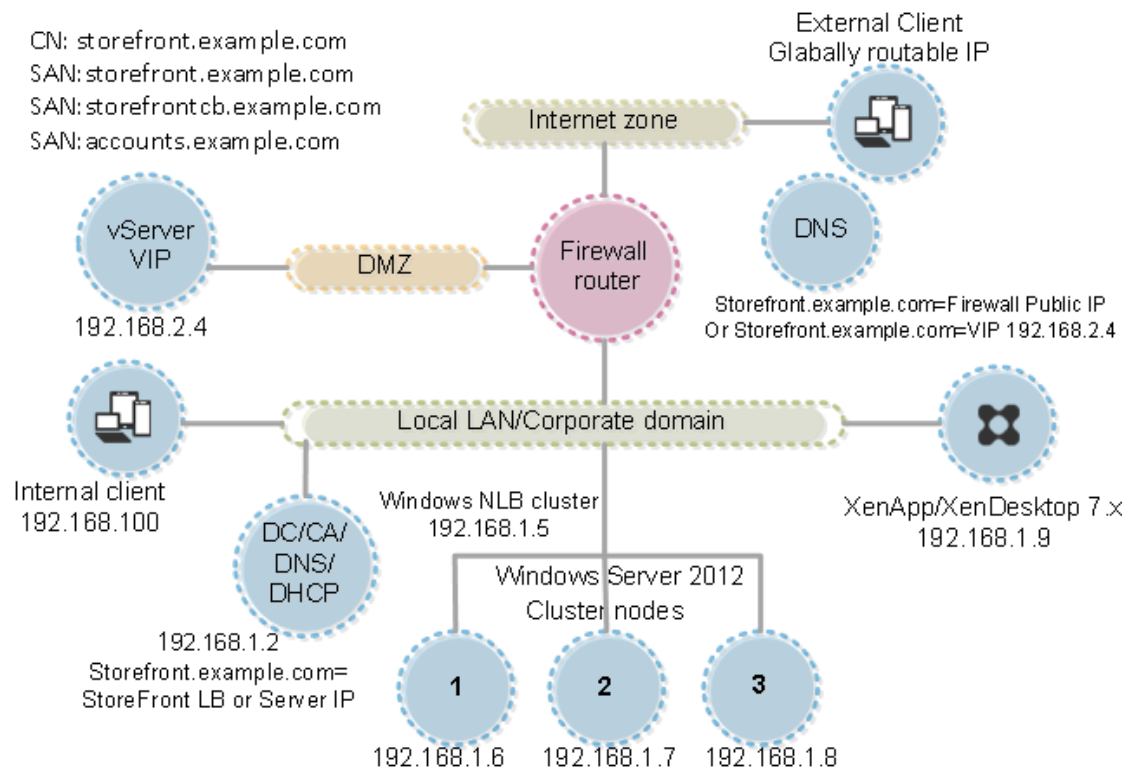 CN: storefront.example.com
SAN: storefront.example.com
SAN: storefrontcb.example.com
SAN: accounts.example.com
External Client
Glabally routable IP
Internet zone
vServer
VIP
192.168.2.4
DMZ
Firewall
router
DNS
Storefront.example.com=Firewall Public IP
Or Storefront.example.com=VIP 192.168.2.4
Local LAN/Corporate domain
Internal client
192.168.100
DC/CA/
DNS/
DHCP
192.168.1.2
Storefront.example.com=
StoreFront LB or Server IP
Windows NLB cluster
192.168.1.5
XenApp/XenDesktop 7.x
192.168.1.9
Windows Server 2012
Cluster nodes
1
2
3
192.168.1.6
192.168.1.7
192.168.1.8